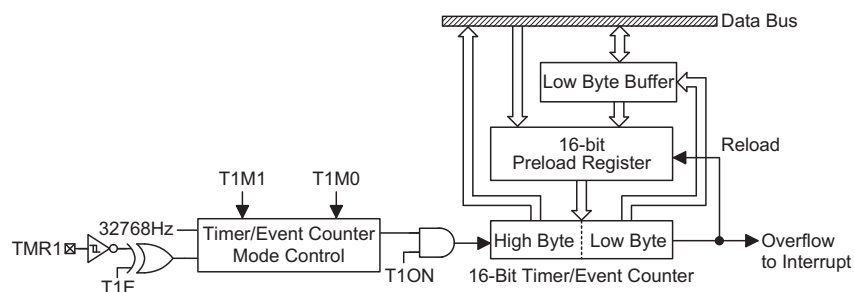 Data Bus
Low Byte Buffer
16-bit
Preload Register
Reload
T1M1
T1M0
32768Hz
TMR1
Timer/Event Counter
Mode Control
T1E
T1ON
High Byte
Low Byte
16-Bit Timer/Event Counter
Overflow
to Interrupt